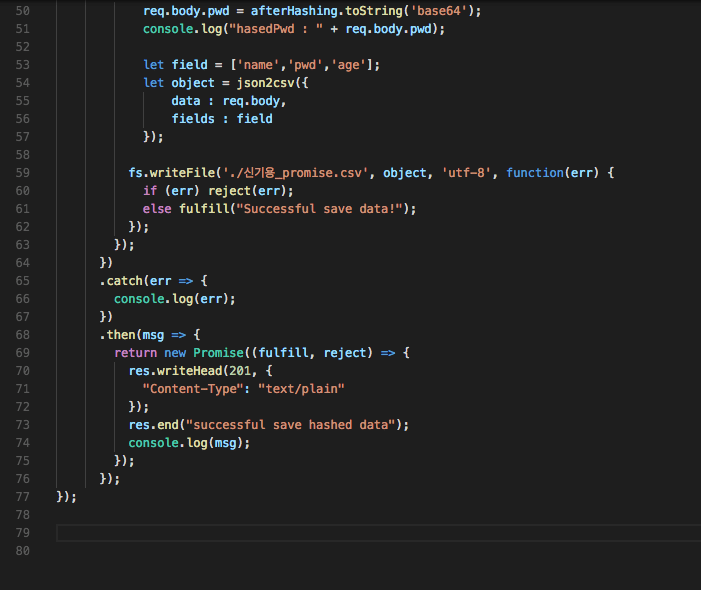 50 req.body.pwd = afterHashing.toString('base64');
51 console.log("hasedPwd : " + req.body.pwd);
52
53 let field = ['name','pwd','age'];
54 let object = json2csv({
55 data : req.body,
56 fields : field
57 });
58
59 fs.writeFile('./신기용_promise.csv', object, 'utf-8', function(err) {
60 if (err) reject(err);
61 else fulfill("Successful save data!");
62 });
63 });
64 })
65 .catch(err => {
66 console.log(err);
67 })
68 .then(msg => {
69 return new Promise((fulfill, reject) => {
70 res.writeHead(201, {
71 "Content-Type": "text/plain"
72 });
73 res.end("successful save hashed data");
74 console.log(msg);
75 });
76 });
77 });
78
79
80